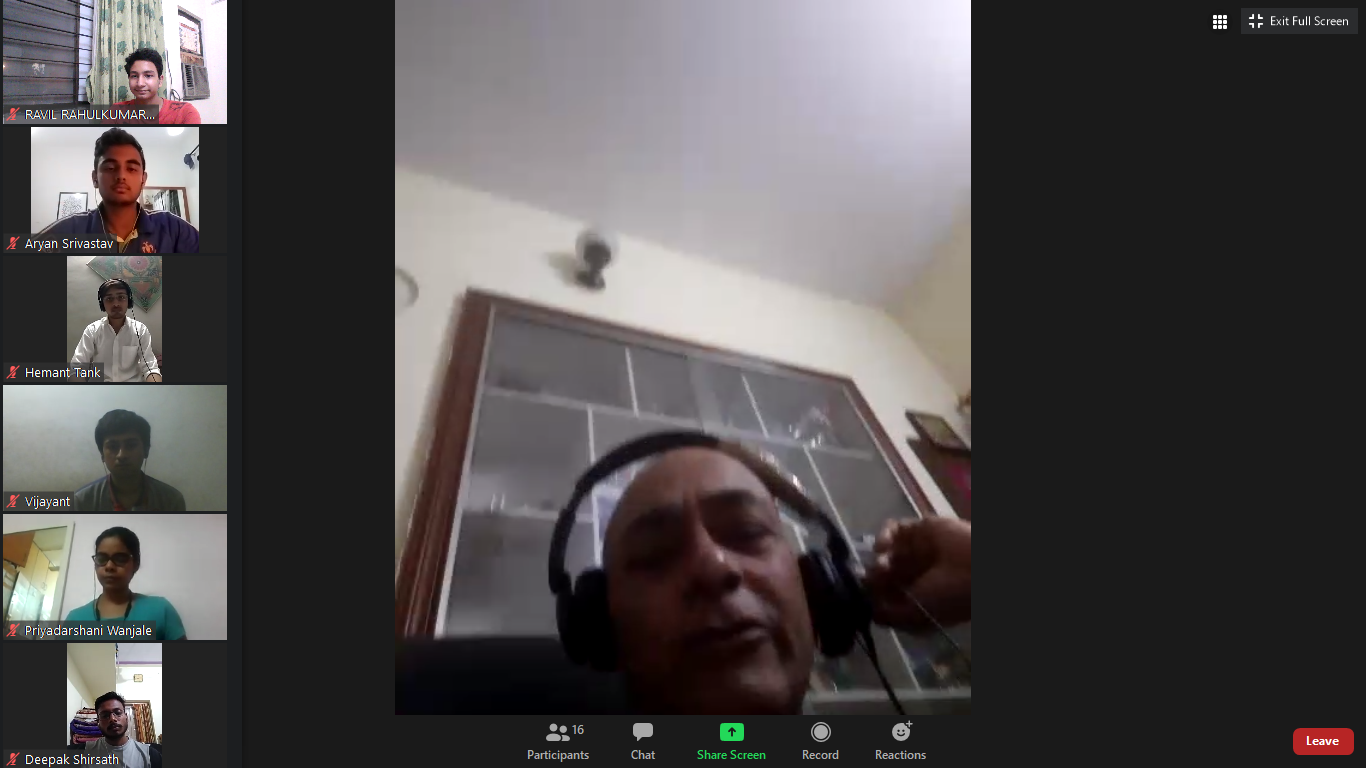 Exit Full Screen
RAVIL RAHULKUMAR...
Aryan Srivastav
Hemant Tank
Vijayant
Priyadarshani Wanjale
Deepak Shirsath
16
Participants
Chat
Share Screen
Record
Reactions
Leave